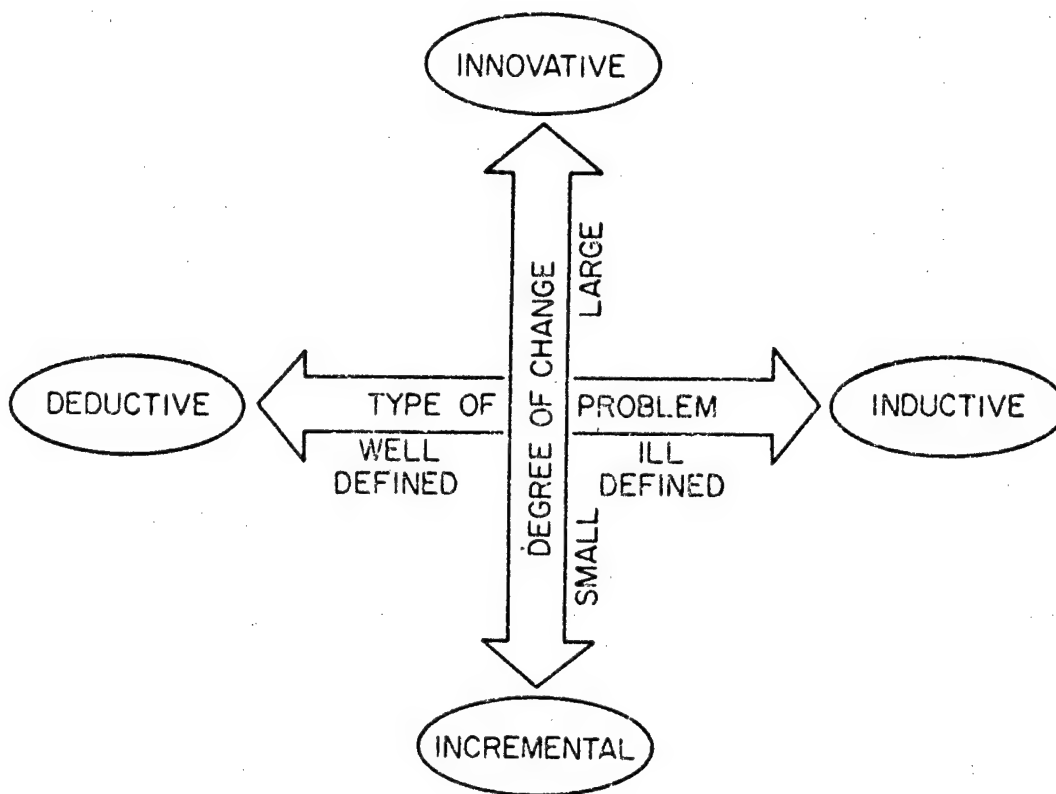 INNOVATIVE
LARGE
DEGREE OF CHANGE
DEDUCTIVE
TYPE OF PROBLEM
INDUCTIVE
WELL
DEFINED
ILL
DEFINED
SMALL
INCREMENTAL